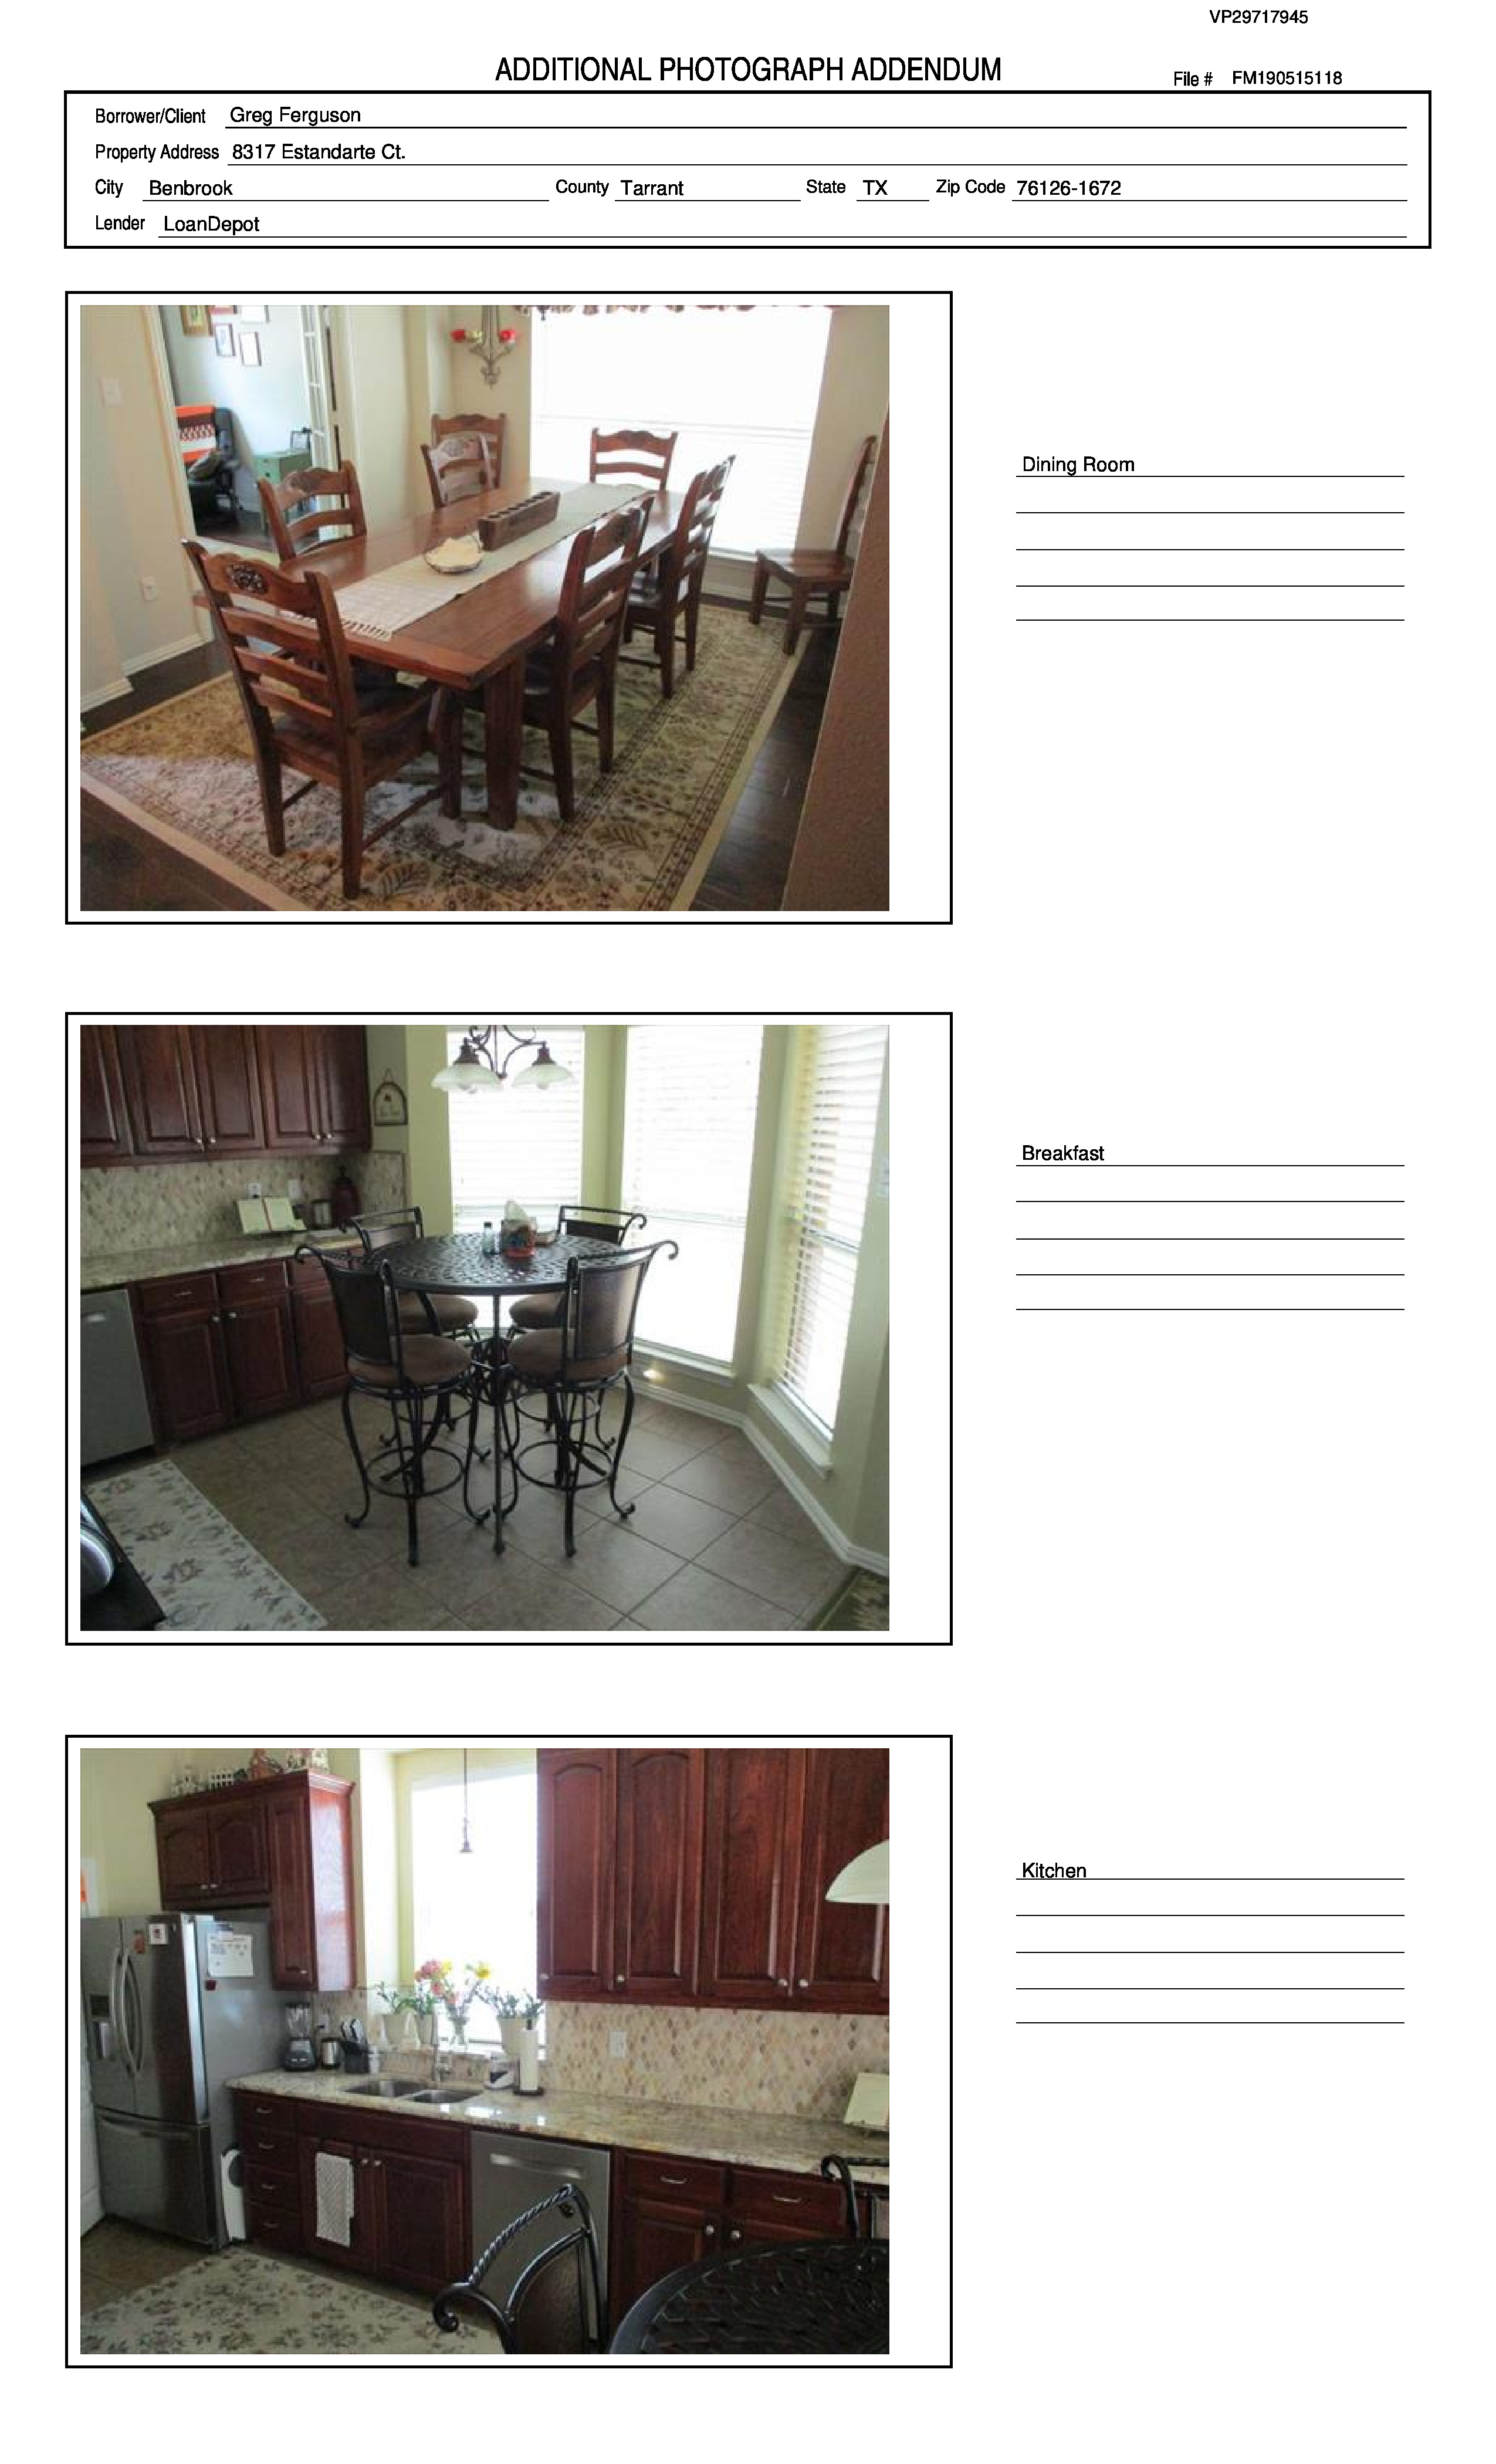 VP29717945
ADDITIONAL PHOTOGRAPH ADDENDUM
File # FM190515118
Borrower/Client Greg Ferguson
Property Address 8317 Estandarte Ct.
City Benbrook County Tarrant State TX Zip Code 76126-1672
Lender LoanDepot
Dining Room
Breakfast
Kitchen